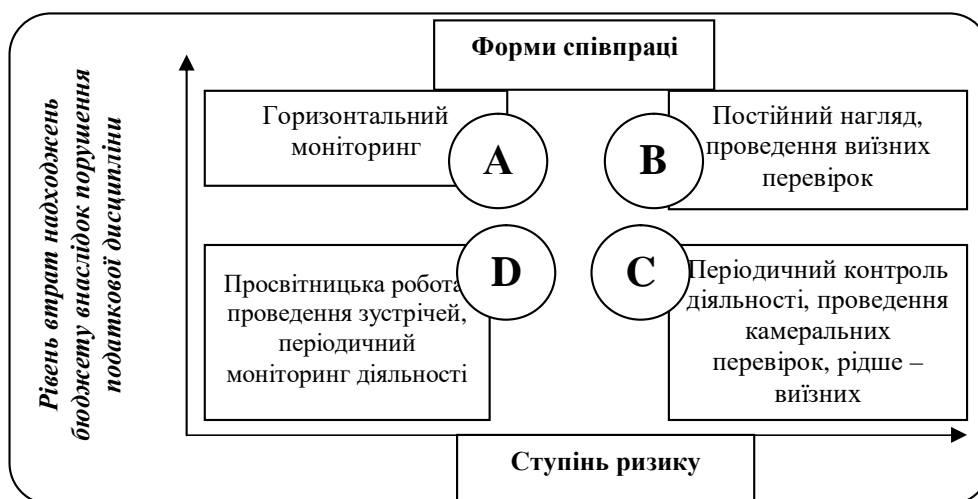 Форми співпраці
Рівень втрат надходжень
бюджету внаслідок порушення
податкової дисципліни
Горизонтальний
моніторинг
A
B
Постійний нагляд,
проведення виїзних
перевірок
Просвітницька робота,
проведення зустрічей,
періодичний
моніторинг діяльності
D
C
Періодичний контроль
діяльності, проведення
камеральних
перевірок, рідше –
виїзних
Ступінь ризику